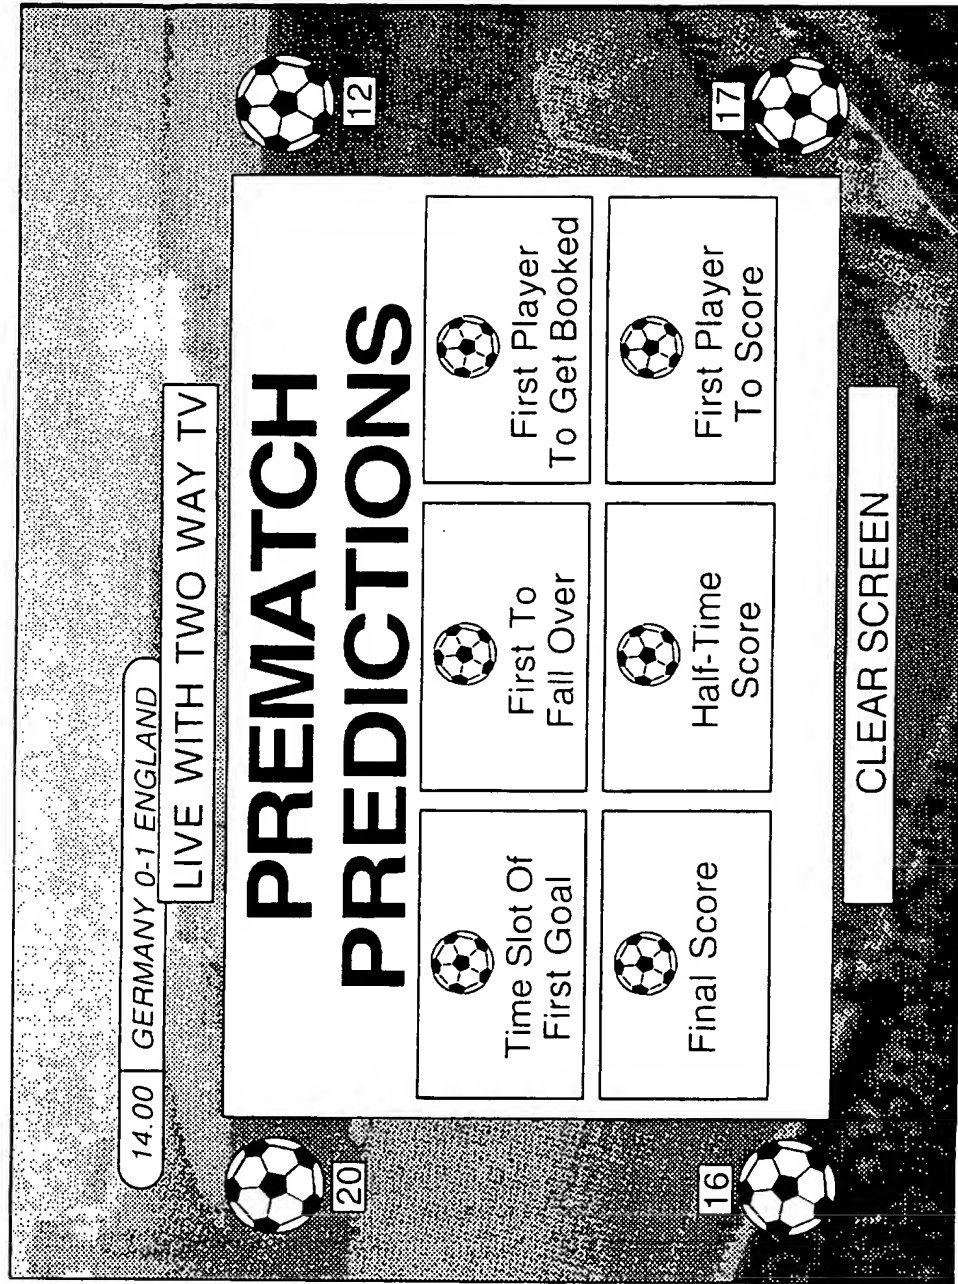 14.00 GERMANY 0-1 ENGLAND
LIVE WITH TWO WAY TV
20
12
PREMATCH
PREDICTIONS
Time Slot Of
First Goal
First To
Fall Over
First Player
To Get Booked
Final Score
Half-Time
Score
First Player
To Score
16
17
CLEAR SCREEN